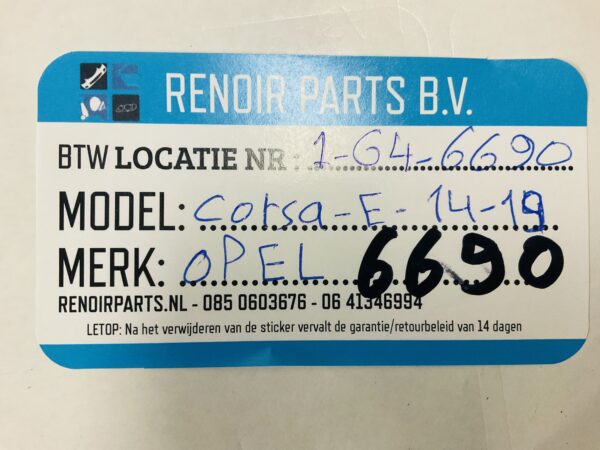 RENOIR PARTS B.V.
BTW LOCATIE NR : 1-G4-6690
MODEL: Corsa-E-14-19
MERK: OPEL 6690
RENOIRPARTS.NL - 085 0603676 - 06 41346994
LETOP: Na het verwijderen van de sticker vervalt de garantie/retourbeleid van 14 dagen